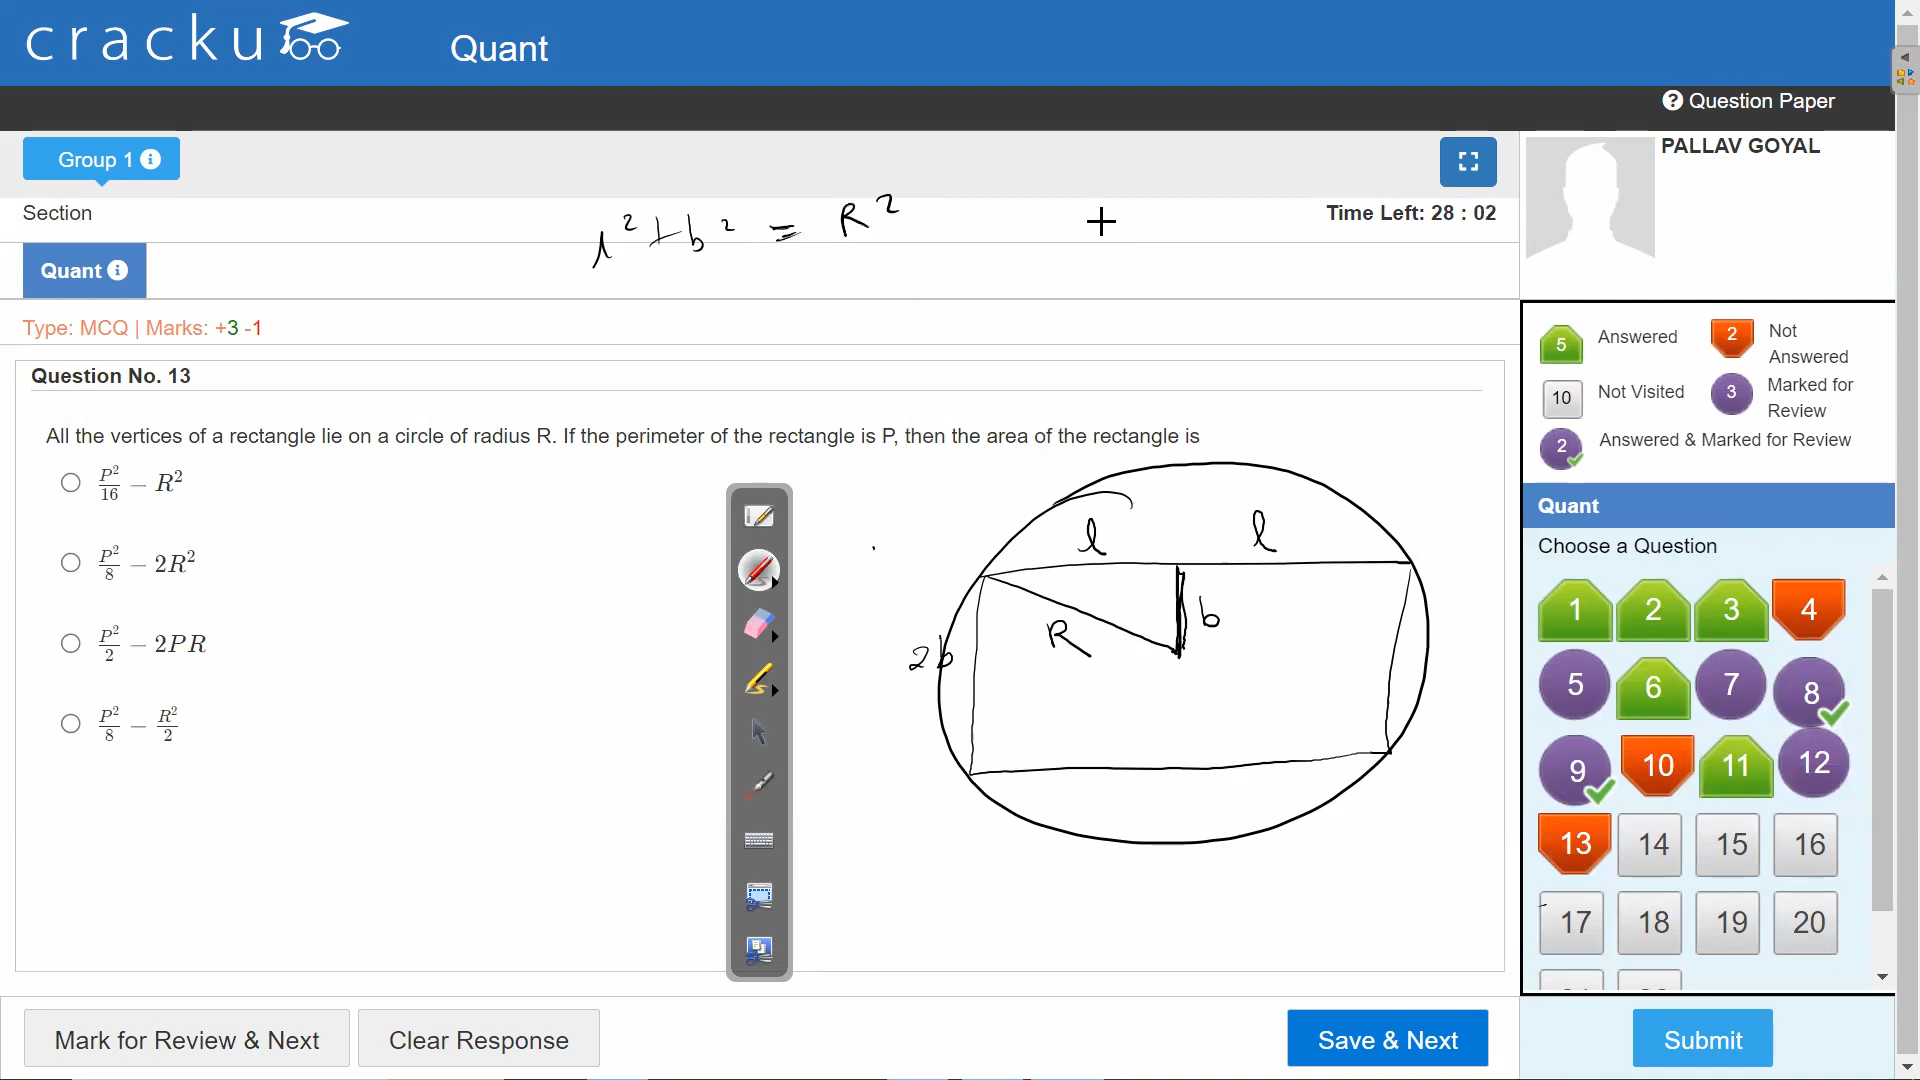 cracku
Quant
Question Paper
Group 1
PALLAV GOYAL
Section
l² + b² = R²
Time Left: 28 : 02
Quant
Type: MCQ | Marks: +3 -1
5 Answered
2 Not Answered
10 Not Visited
3 Marked for Review
2 Answered & Marked for Review
Question No. 13
All the vertices of a rectangle lie on a circle of radius R. If the perimeter of the rectangle is P, then the area of the rectangle is
P²/16 − R²
P²/8 − 2R²
P²/2 − 2PR
P²/8 − R²/2
l l
b
R
2b
Quant
Choose a Question
1 2 3 4
5 6 7 8
9 10 11 12
13 14 15 16
17 18 19 20
Mark for Review & Next
Clear Response
Save & Next
Submit